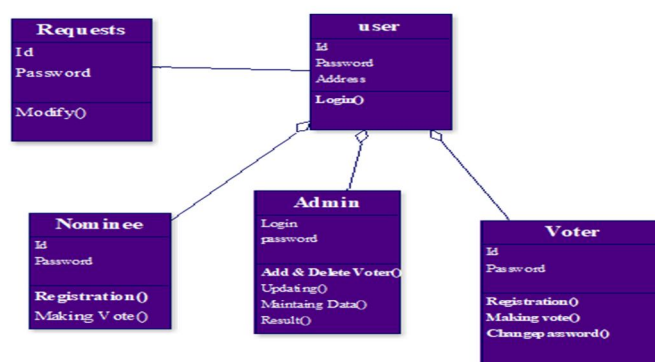 Requests
Id
Password
Modify()
user
Id
Password
Address
Login()
Nominee
Id
Password
Registration()
Making Vote()
Admin
Login
password
Add & Delete Voter()
Updating()
Maintaing Data()
Result()
Voter
Id
Password
Registration()
Making vote()
Changepassword()